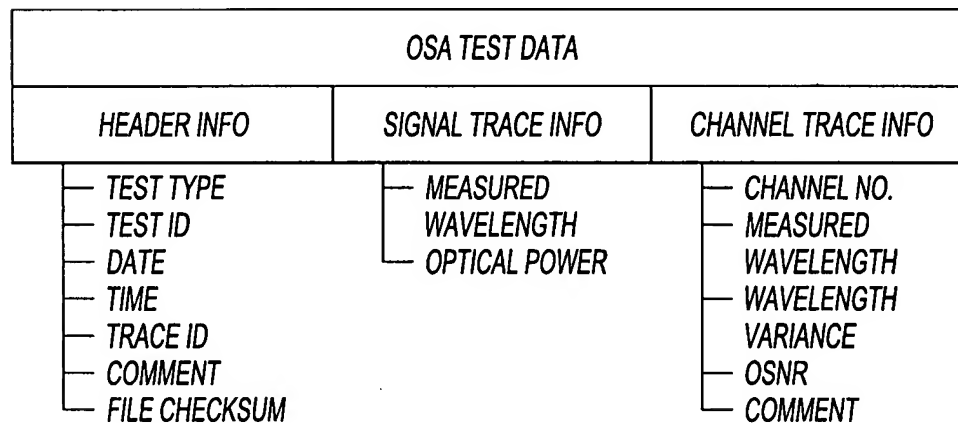 OSA TEST DATA
HEADER INFO
SIGNAL TRACE INFO
CHANNEL TRACE INFO
TEST TYPE
TEST ID
DATE
TIME
TRACE ID
COMMENT
FILE CHECKSUM
MEASURED
WAVELENGTH
OPTICAL POWER
CHANNEL NO.
MEASURED
WAVELENGTH
WAVELENGTH
VARIANCE
OSNR
COMMENT